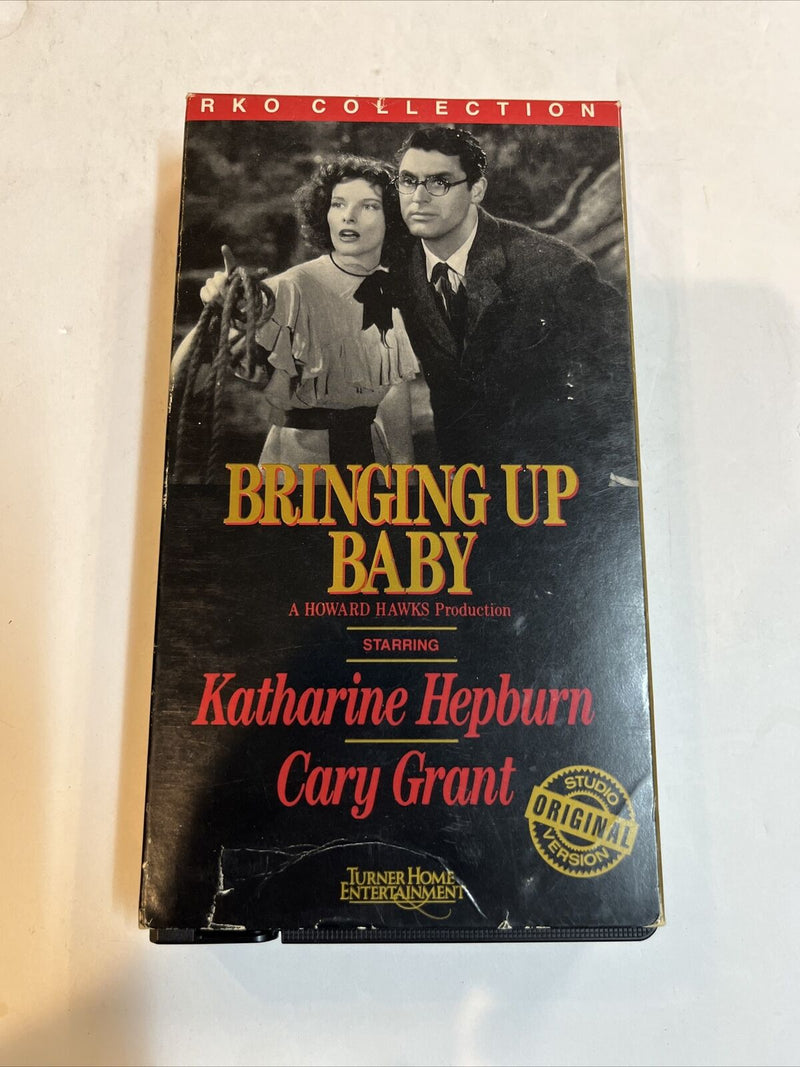 RKO COLLECTION
BRINGING UP
BABY
A HOWARD HAWKS Production
STARRING
Katharine Hepburn
Cary Grant
STUDIO
ORIGINAL
VERSION
TURNER HOME
ENTERTAINMENT